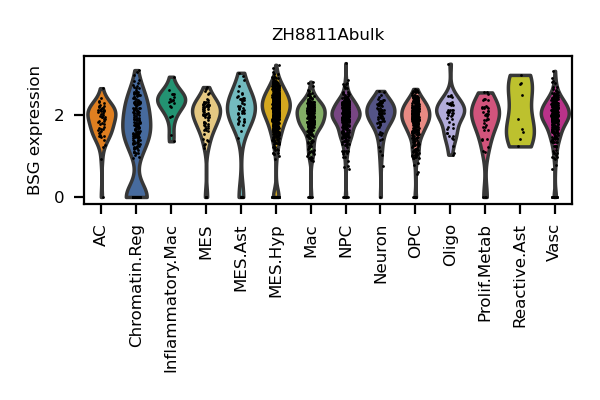 ZH8811Abulk
BSG expression
2
0
AC
Chromatin.Reg
Inflammatory.Mac
MES
MES.Ast
MES.Hyp
Mac
NPC
Neuron
OPC
Oligo
Prolif.Metab
Reactive.Ast
Vasc